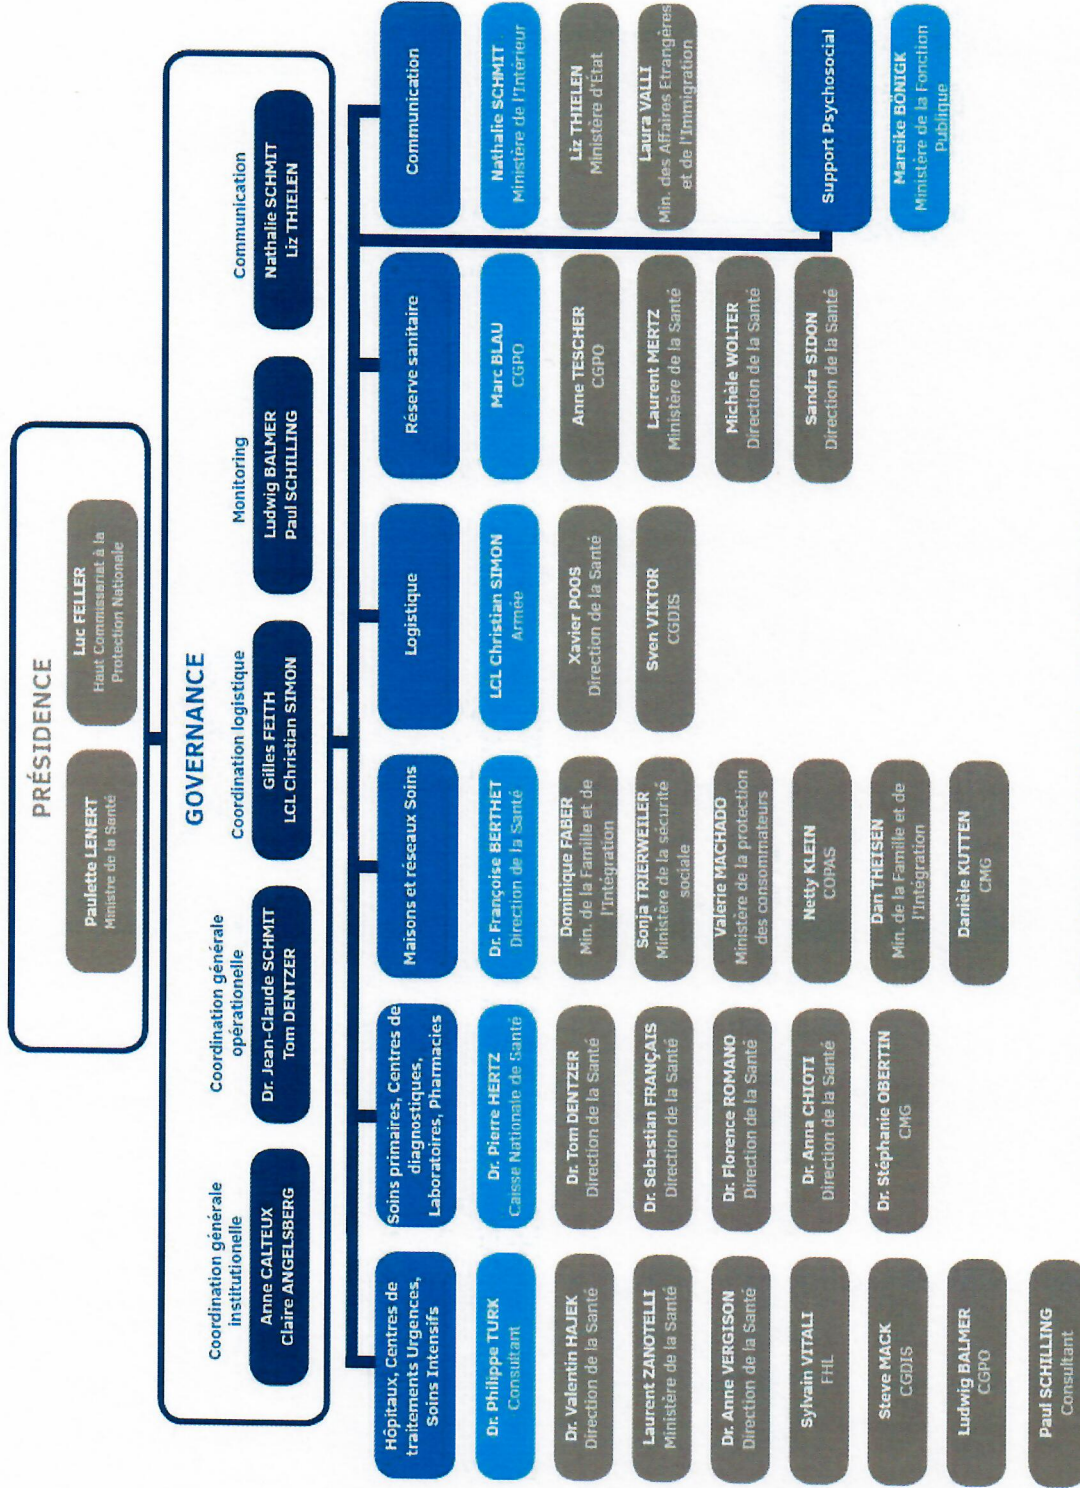 PRÉSIDENCE
Paulette LENERT
Ministre de la Santé
Luc FELLER
Haut Commissariat à la
Protection Nationale
GOVERNANCE
Coordination générale
institutionelle
Anne CALTEUX
Claire ANGELSBERG
Coordination générale
opérationelle
Dr. Jean-Claude SCHMIT
Tom DENTZER
Coordination logistique
Gilles FEITH
LCL Christian SIMON
Monitoring
Ludwig BALMER
Paul SCHILLING
Communication
Nathalie SCHMIT
Liz THIELEN
Hôpitaux, Centres de
traitements Urgences,
Soins Intensifs
Dr. Philippe TURK
Consultant
Dr. Valentin HAJEK
Direction de la Santé
Laurent ZANOTELLI
Ministère de la Santé
Dr. Anne VERGISON
Direction de la Santé
Sylvain VITALI
FHL
Steve MACK
CGDIS
Ludwig BALMER
CGPO
Paul SCHILLING
Consultant
Soins primaires, Centres de
diagnostiques,
Laboratoires, Pharmacies
Dr. Pierre HERTZ
Caisse Nationale de Santé
Dr. Tom DENTZER
Direction de la Santé
Dr. Sebastian FRANÇAIS
Direction de la Santé
Dr. Florence ROMANO
Direction de la Santé
Dr. Anna CHIOTI
Direction de la Santé
Dr. Stéphanie OBERTIN
CMG
Maisons et réseaux Soins
Dr. Françoise BERTHET
Direction de la Santé
Dominique FABER
Min. de la Famille et de
l'Intégration
Sonja TRIERWEILER
Ministère de la sécurité
sociale
Valérie MACHADO
Ministère de la protection
des consommateurs
Netty KLEIN
COPAS
Dan THEISEN
Min. de la Famille et de
l'Intégration
Danièle KUTTEN
CMG
Logistique
LCL Christian SIMON
Armée
Xavier POOS
Direction de la Santé
Sven VIKTOR
CGDIS
Réserve sanitaire
Marc BLAU
CGPO
Anne TESCHER
CGPO
Laurent MERTZ
Ministère de la Santé
Michèle WOLTER
Direction de la Santé
Sandra SIDON
Direction de la Santé
Communication
Nathalie SCHMIT
Ministère de l'Intérieur
Liz THIELEN
Ministère d'État
Laura VALLI
Min. des Affaires Etrangères
et de l'Immigration
Support Psychosocial
Mareike BÖNIGK
Ministère de la Fonction
Publique